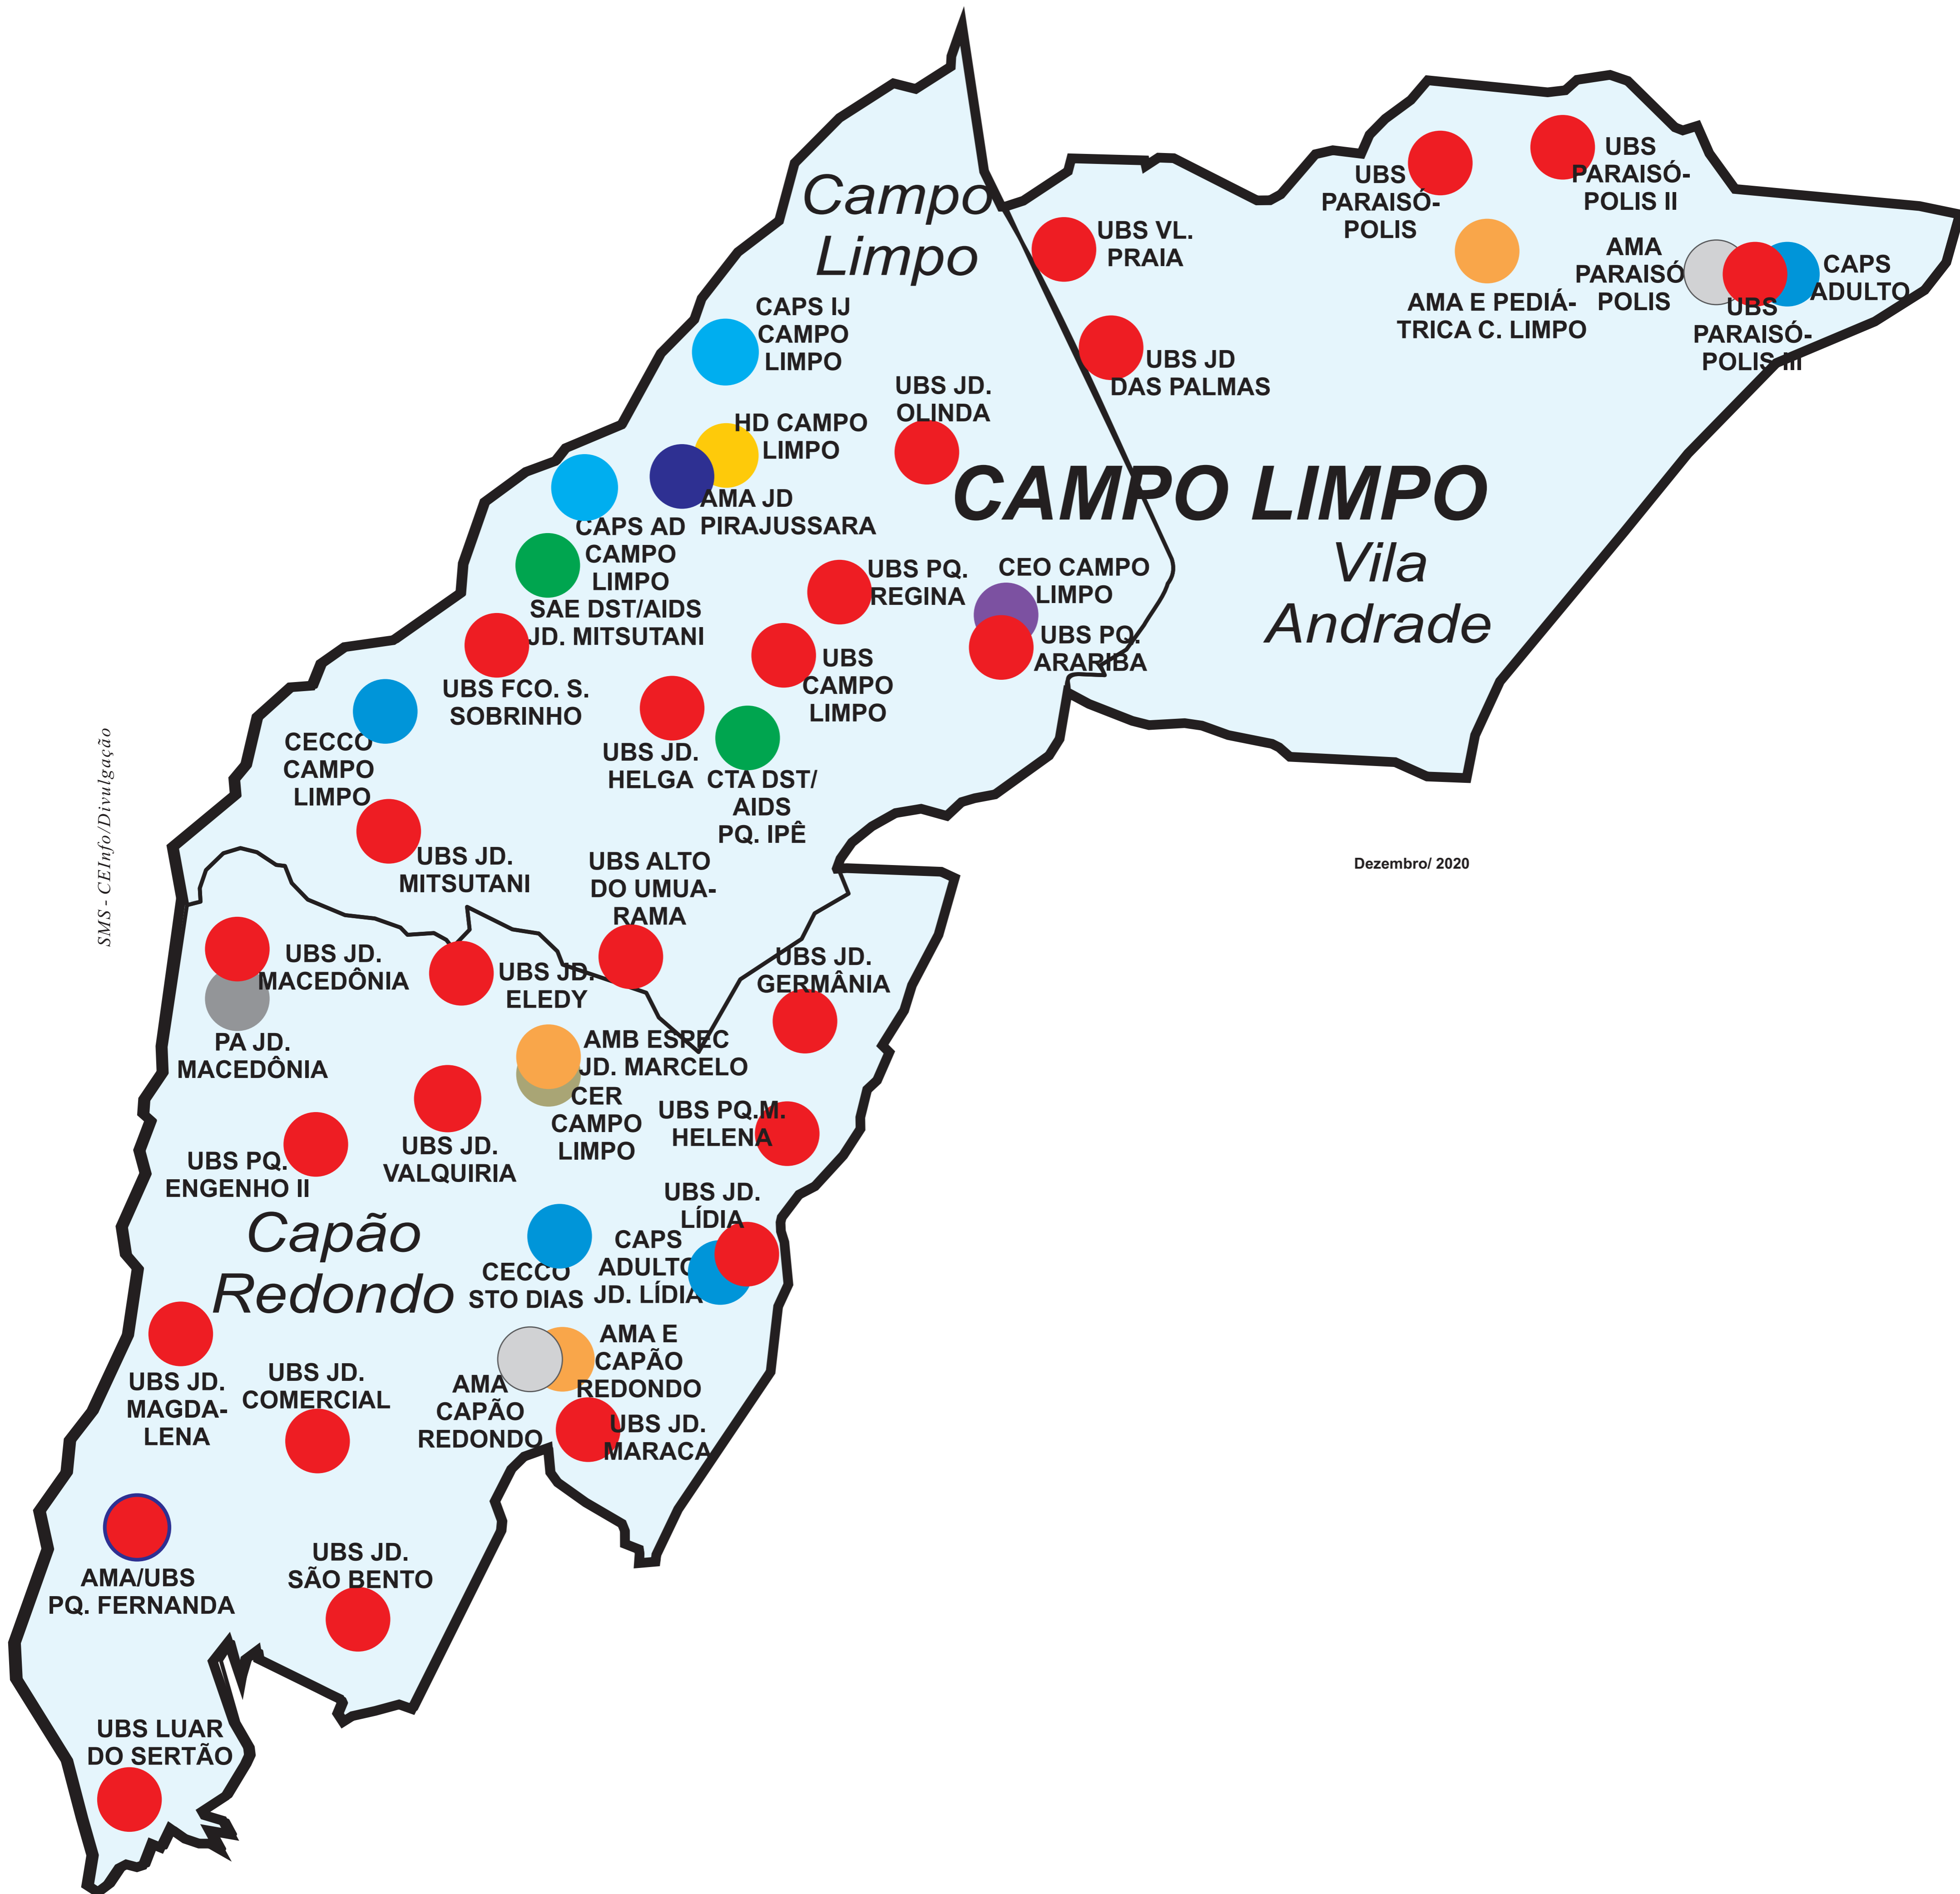 Campo
Limpo
UBS
PARAISÓ-
POLIS
UBS
PARAISÓ-
POLIS II
UBS VL.
PRAIA
AMA E PEDIÁ-
TRICA C. LIMPO
AMA
PARAISÓ
POLIS
UBS
PARAISÓ-
POLIS III
CAPS
ADULTO
UBS JD
DAS PALMAS
CAPS IJ
CAMPO
LIMPO
UBS JD.
OLINDA
HD CAMPO
LIMPO
AMA JD
PIRAJUSSARA
CAMPO LIMPO
Vila
Andrade
CAPS AD
CAMPO
LIMPO
SAE DST/AIDS
JD. MITSUTANI
UBS PQ.
REGINA
CEO CAMPO
LIMPO
UBS PQ.
ARARIBA
UBS
CAMPO
LIMPO
UBS FCO. S.
SOBRINHO
UBS JD.
HELGA
CTA DST/
AIDS
PQ. IPÊ
CECCO
CAMPO
LIMPO
UBS JD.
MITSUTANI
SMS - CEInfo/Divulgação
Dezembro/ 2020
UBS ALTO
DO UMUA-
RAMA
UBS JD.
MACEDÔNIA
PA JD.
MACEDÔNIA
UBS JD.
ELEDY
UBS JD.
GERMÂNIA
AMB ESPEC
JD. MARCELO
CER
CAMPO
LIMPO
UBS PQ.M.
HELENA
UBS JD.
VALQUIRIA
UBS PQ.
ENGENHO II
Capão
Redondo
UBS JD.
LÍDIA
CAPS
ADULTO
JD. LÍDIA
CECCO
STO DIAS
AMA E
CAPÃO
REDONDO
AMA
CAPÃO
REDONDO
UBS JD.
MARACA
UBS JD.
MAGDA-
LENA
UBS JD.
COMERCIAL
AMA/UBS
PQ. FERNANDA
UBS JD.
SÃO BENTO
UBS LUAR
DO SERTÃO